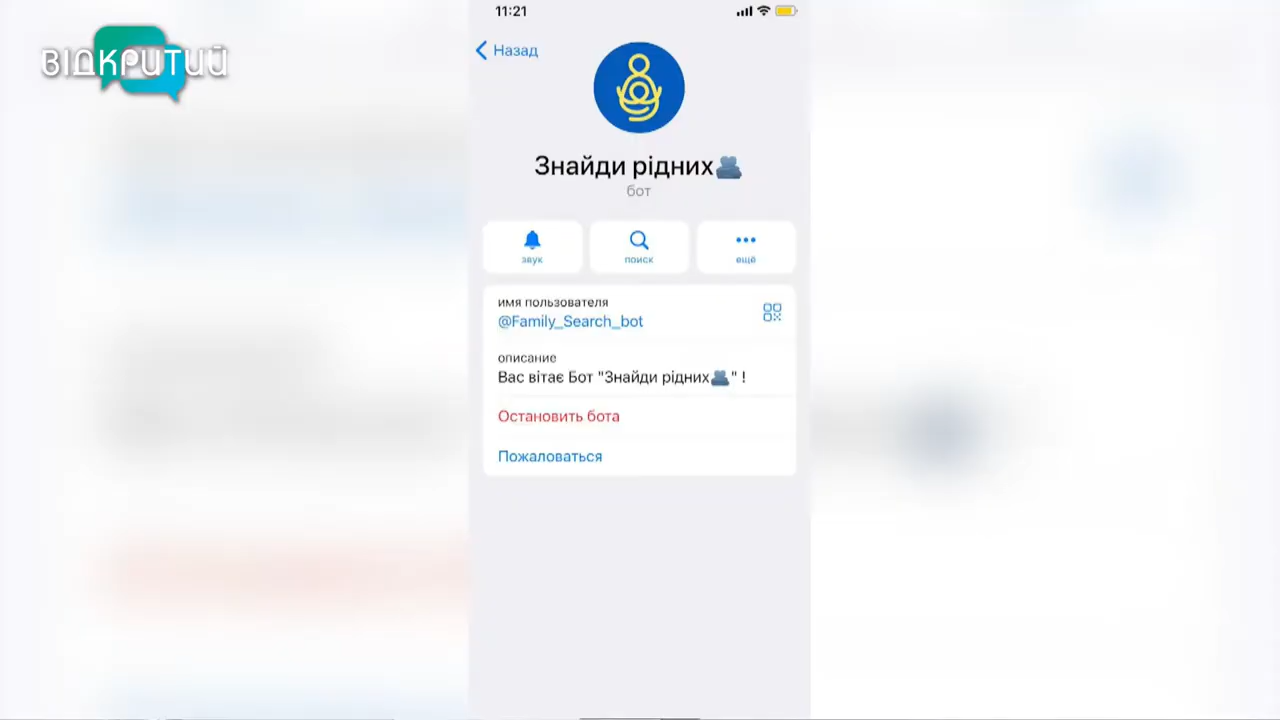 11:21
ВІДКРИТИЙ
Назад
Знайди рідних👥
бот
звук
поиск
ещё
имя пользователя
@Family_Search_bot
описание
Вас вітає Бот "Знайди рідних👥" !
Остановить бота
Пожаловаться